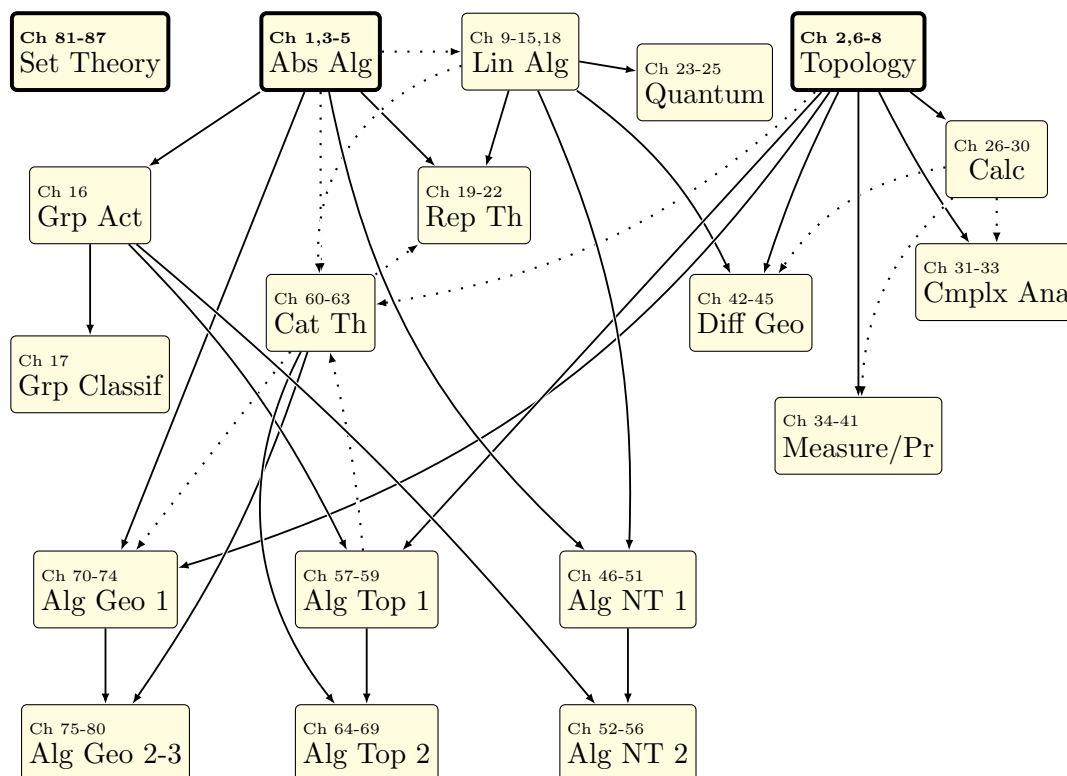 Ch 81-87
Set Theory
Ch 1,3-5
Abs Alg
Ch 9-15,18
Lin Alg
Ch 23-25
Quantum
Ch 2,6-8
Topology
Ch 26-30
Calc
Ch 16
Grp Act
Ch 19-22
Rep Th
Ch 31-33
Cmplx Ana
Ch 60-63
Cat Th
Ch 42-45
Diff Geo
Ch 17
Grp Classif
Ch 34-41
Measure/Pr
Ch 70-74
Alg Geo 1
Ch 57-59
Alg Top 1
Ch 46-51
Alg NT 1
Ch 75-80
Alg Geo 2-3
Ch 64-69
Alg Top 2
Ch 52-56
Alg NT 2